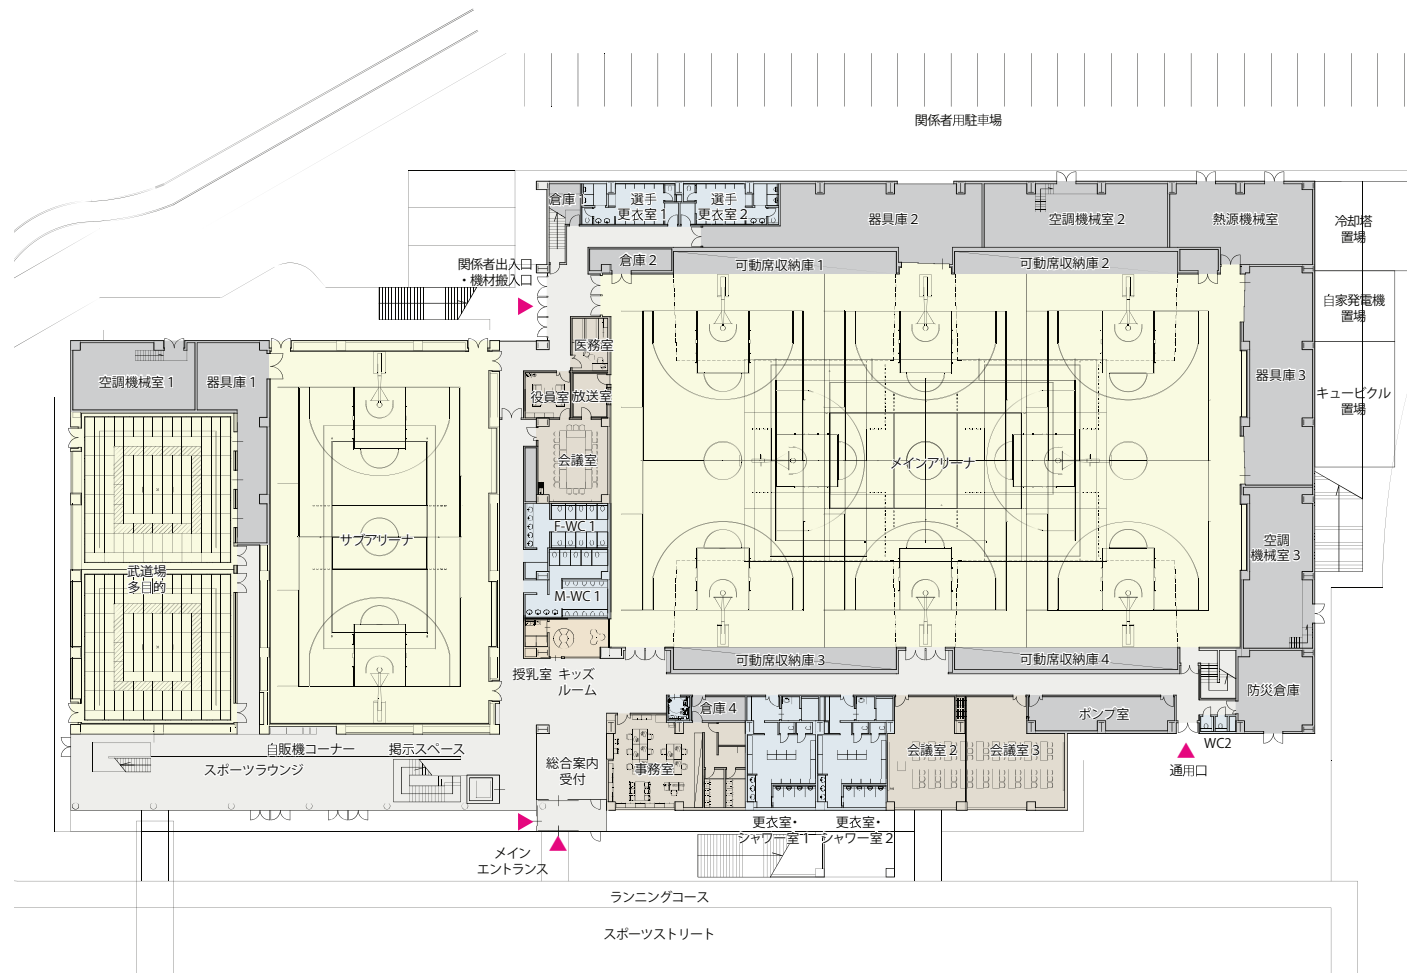 関係者用駐車場
倉庫
選手
更衣室 1
選手
更衣室 2
器具庫 2
空調機械室 2
熱源機械室
冷却塔
置場
関係者出入口
・機材搬入口
倉庫 2
可動席収納庫 1
可動席収納庫 2
自家発電機
置場
医務室
空調機械室 1
器具庫 1
役員室
放送室
器具庫 3
キュービクル
置場
会議室
メインアリーナ
F-WC 1
サブアリーナ
空調
機械室 3
武道場
多目的
M-WC 1
授乳室
キッズ
ルーム
可動席収納庫 3
可動席収納庫 4
防災倉庫
倉庫 4
ポンプ室
自販機コーナー
掲示スペース
スポーツラウンジ
総合案内
受付
事務室
会議室 2
会議室 3
WC2
通用口
更衣室・
シャワー室 1
更衣室・
シャワー室 2
メイン
エントランス
ランニングコース
スポーツストリート